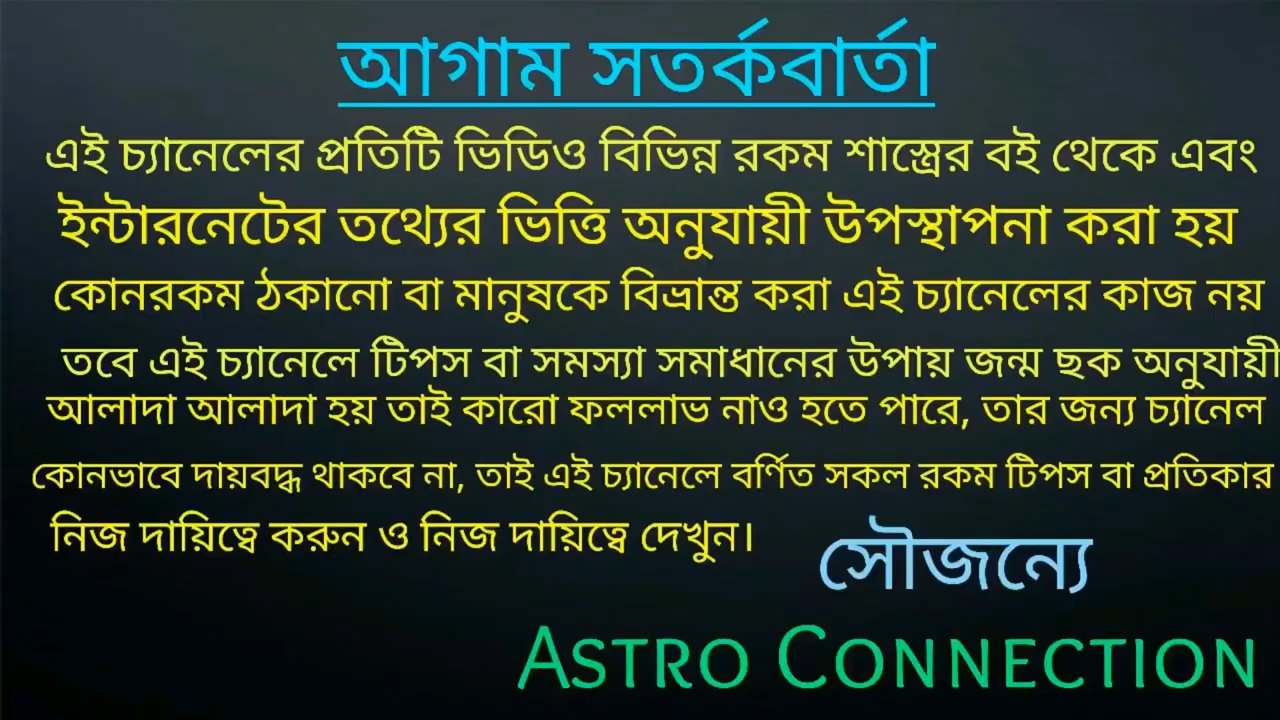 আগাম সতর্কবার্তা
এই চ্যানেলের প্রতিটি ভিডিও বিভিন্ন রকম শাস্ত্রের বই থেকে এবং
ইন্টারনেটের তথ্যের ভিত্তি অনুযায়ী উপস্থাপনা করা হয়
কোনরকম ঠকানো বা মানুষকে বিভ্রান্ত করা এই চ্যানেলের কাজ নয়
তবে এই চ্যানেলে টিপস বা সমস্যা সমাধানের উপায় জন্ম ছক অনুযায়ী
আলাদা আলাদা হয় তাই কারো ফললাভ নাও হতে পারে, তার জন্য চ্যানেল
কোনভাবে দায়বদ্ধ থাকবে না, তাই এই চ্যানেলে বর্ণিত সকল রকম টিপস বা প্রতিকার
নিজ দায়িত্বে করুন ও নিজ দায়িত্বে দেখুন।
সৌজন্যে
ASTRO CONNECTION